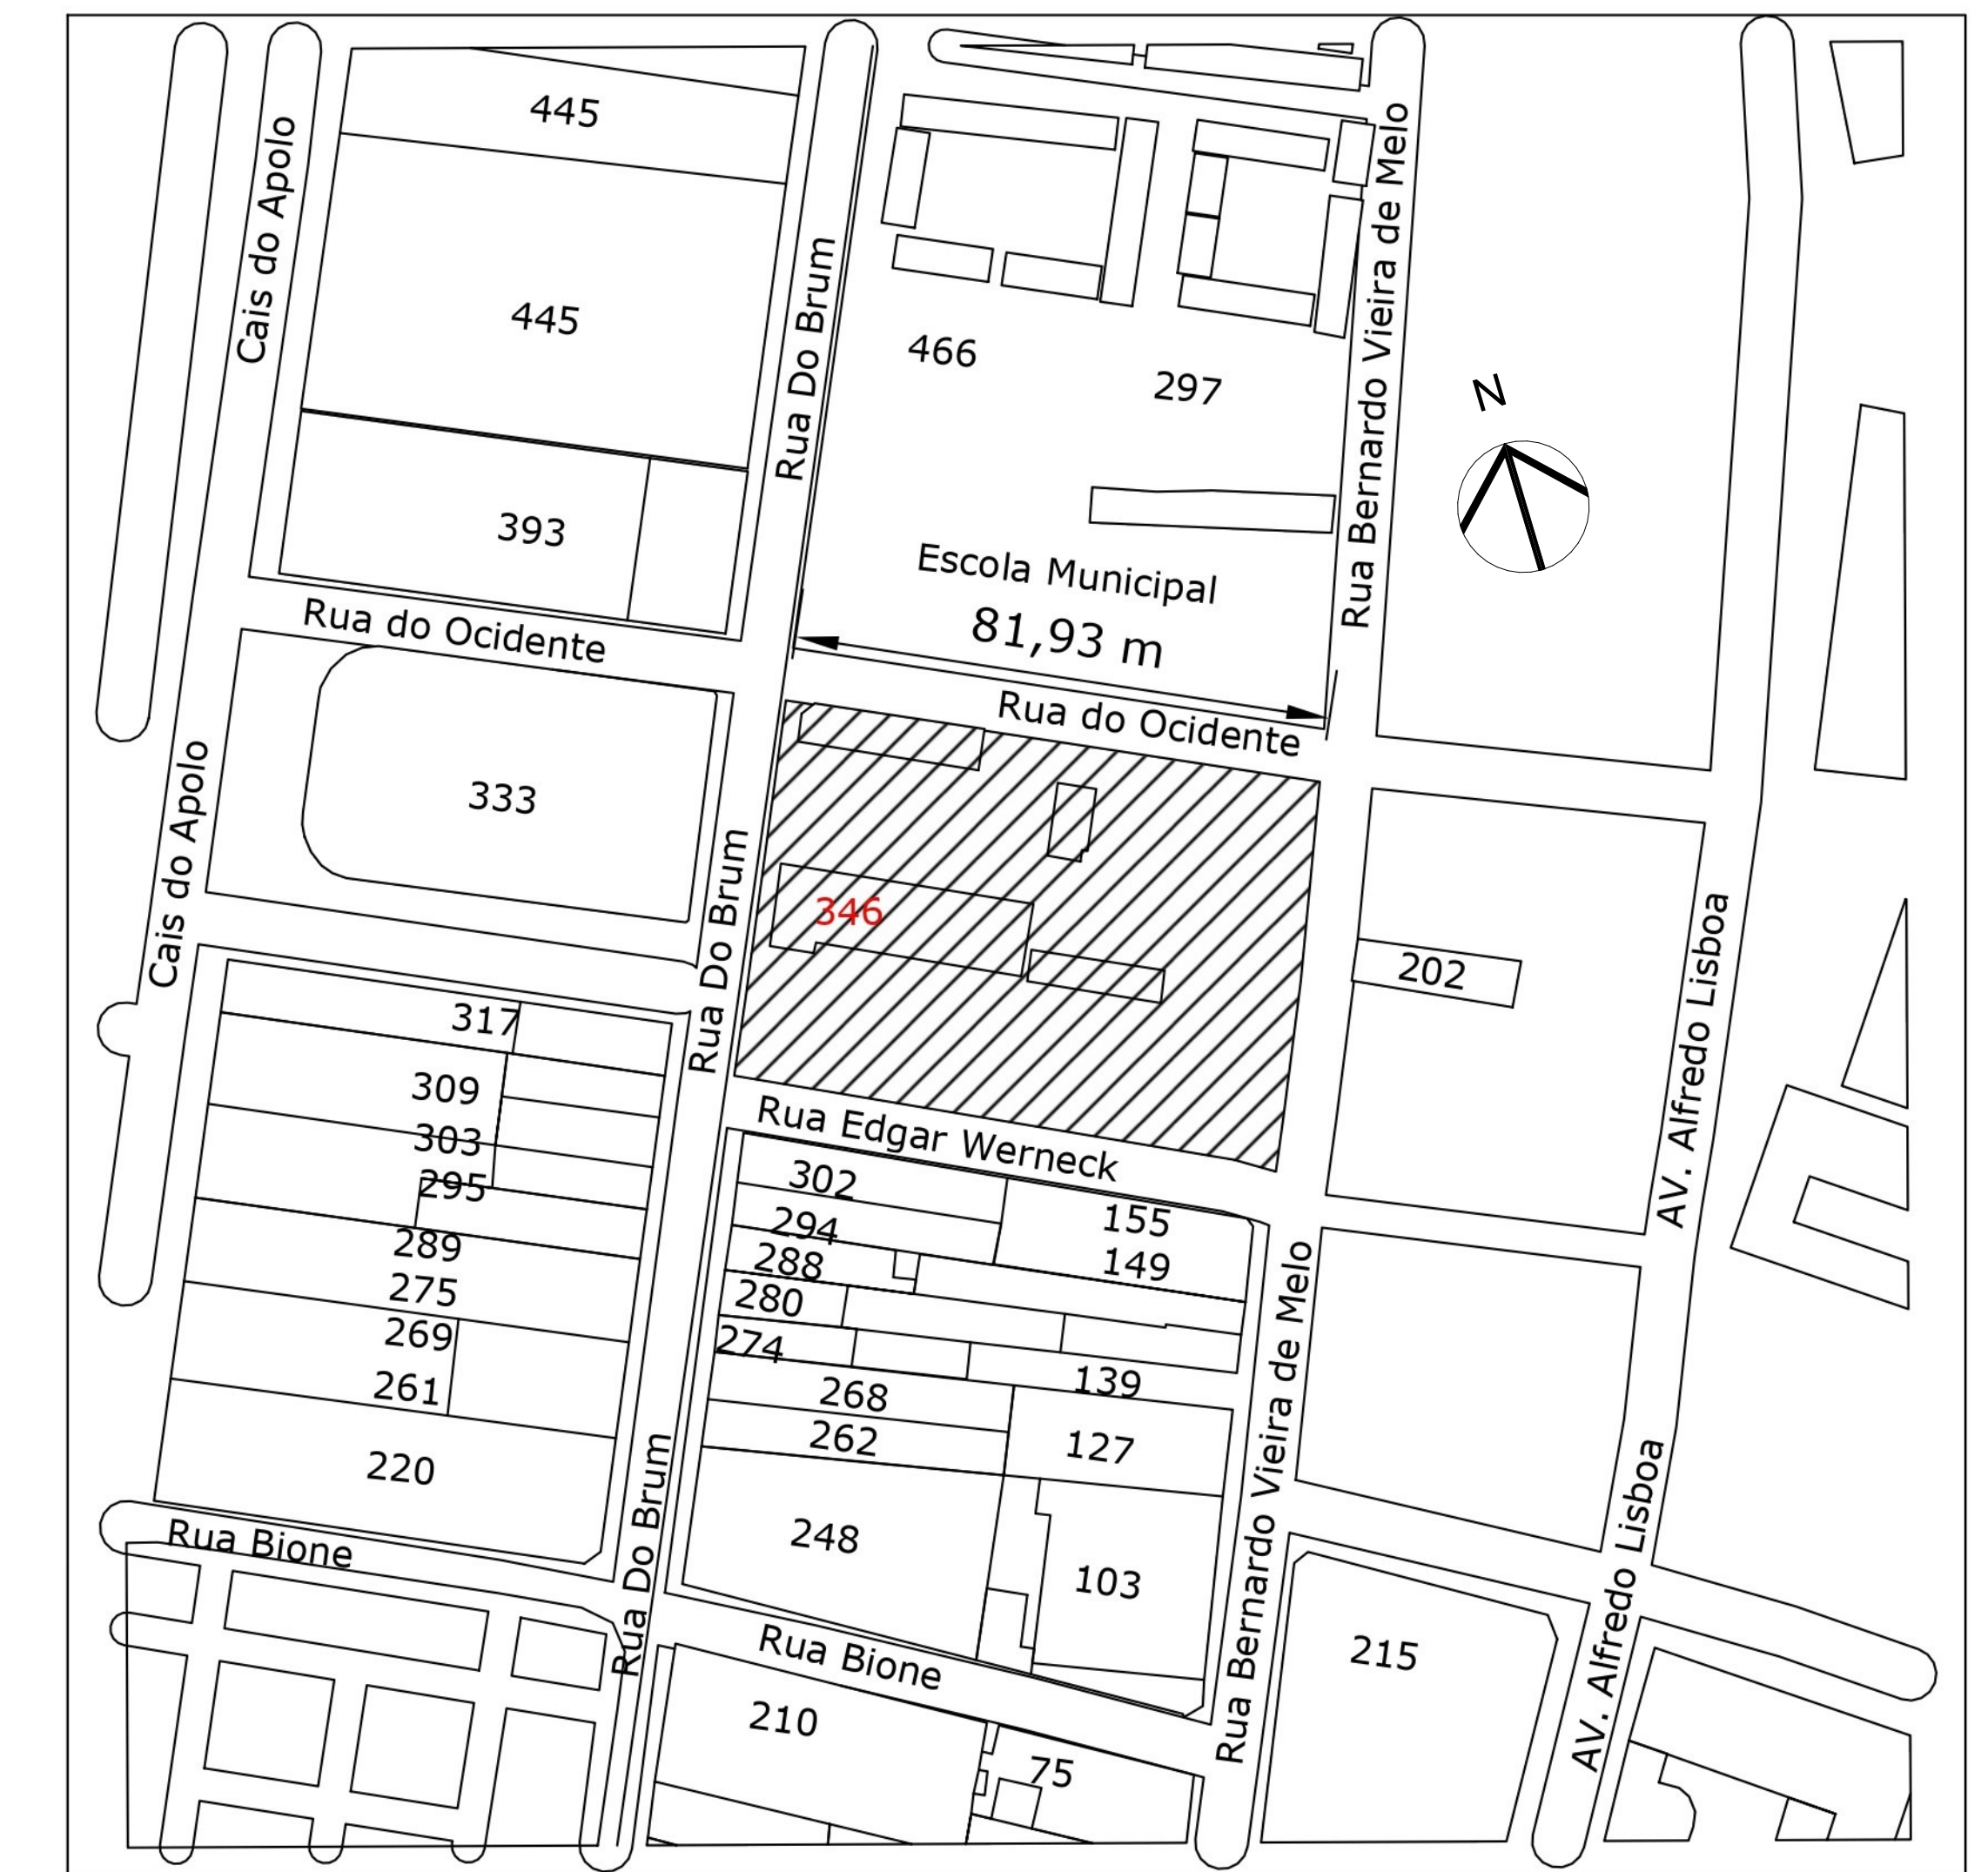 445
445
393
Cais do Apolo
Rua Do Brum
466
297
Rua Bernardo Vieira de Melo
N
Escola Municipal
81,93 m
Rua do Ocidente
Rua do Ocidente
333
Cais do Apolo
Rua Do Brum
346
202
AV. Alfredo Lisboa
317
309
303
295
289
275
269
261
220
Rua Edgar Werneck
302
294
288
280
274
268
262
248
155
149
139
127
103
Rua Bernardo Vieira de Melo
Rua Do Brum
Rua Bione
Rua Bione
210
75
215
AV. Alfredo Lisboa